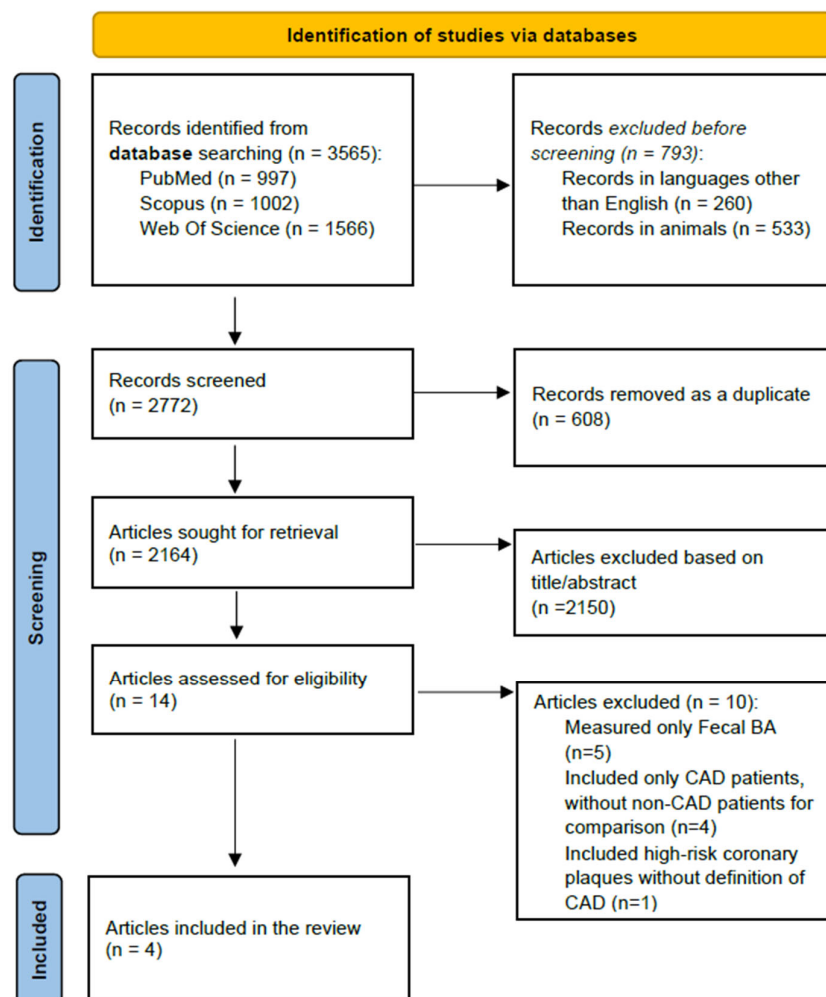 Identification of studies via databases
Identification
Records identified from
database searching (n = 3565):
PubMed (n = 997)
Scopus (n = 1002)
Web Of Science (n = 1566)
Records excluded before
screening (n = 793):
Records in languages other
than English (n = 260)
Records in animals (n = 533)
Screening
Records screened
(n = 2772)
Records removed as a duplicate
(n = 608)
Articles sought for retrieval
(n = 2164)
Articles excluded based on
title/abstract
(n =2150)
Articles assessed for eligibility
(n = 14)
Articles excluded (n = 10):
Measured only Fecal BA
(n=5)
Included only CAD patients,
without non-CAD patients for
comparison (n=4)
Included high-risk coronary
plaques without definition of
CAD (n=1)
Included
Articles included in the review
(n = 4)